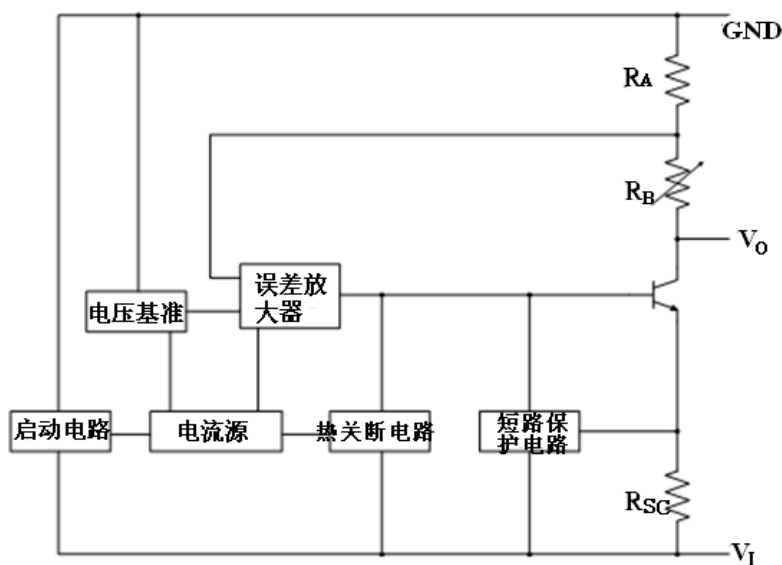 GND
RA
RB
VO
误差放
大器
电压基准
启动电路
电流源
热关断电路
短路保
护电路
RSC
VI